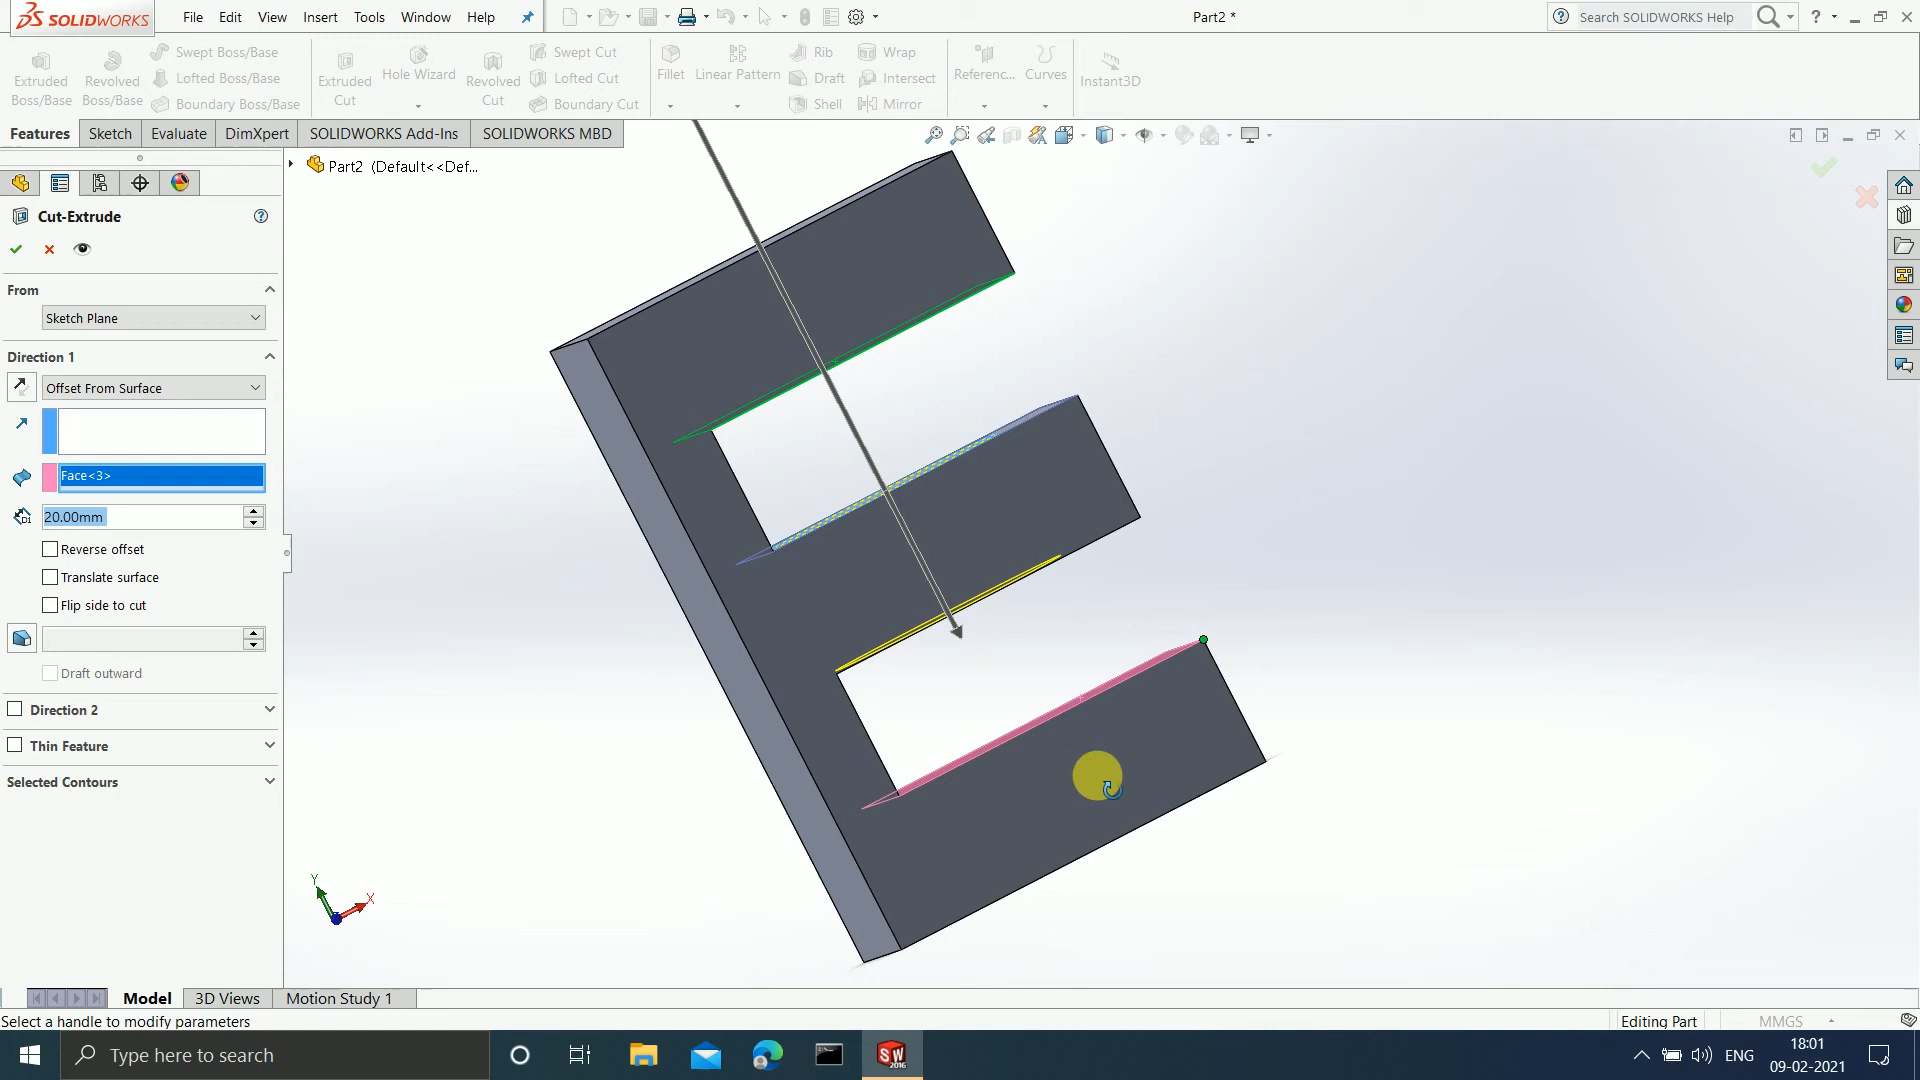 SOLIDWORKS File Edit View Insert Tools Window Help Part2 * Search SOLIDWORKS Help
Extruded Boss/Base
Revolved Boss/Base
Swept Boss/Base
Lofted Boss/Base
Boundary Boss/Base
Extruded Cut
Hole Wizard
Revolved Cut
Swept Cut
Lofted Cut
Boundary Cut
Fillet
Linear Pattern
Rib
Draft
Shell
Wrap
Intersect
Mirror
Referenc...
Curves
Instant3D
Features Sketch Evaluate DimXpert SOLIDWORKS Add-Ins SOLIDWORKS MBD
Part2 (Default<<Def...
Cut-Extrude
From
Sketch Plane
Direction 1
Offset From Surface
Face<3>
D1 20.00mm
Reverse offset
Translate surface
Flip side to cut
Draft outward
Direction 2
Thin Feature
Selected Contours
Y
X
Model 3D Views Motion Study 1
Select a handle to modify parameters Editing Part MMGS
Type here to search
SW 2016
ENG
18:01
09-02-2021